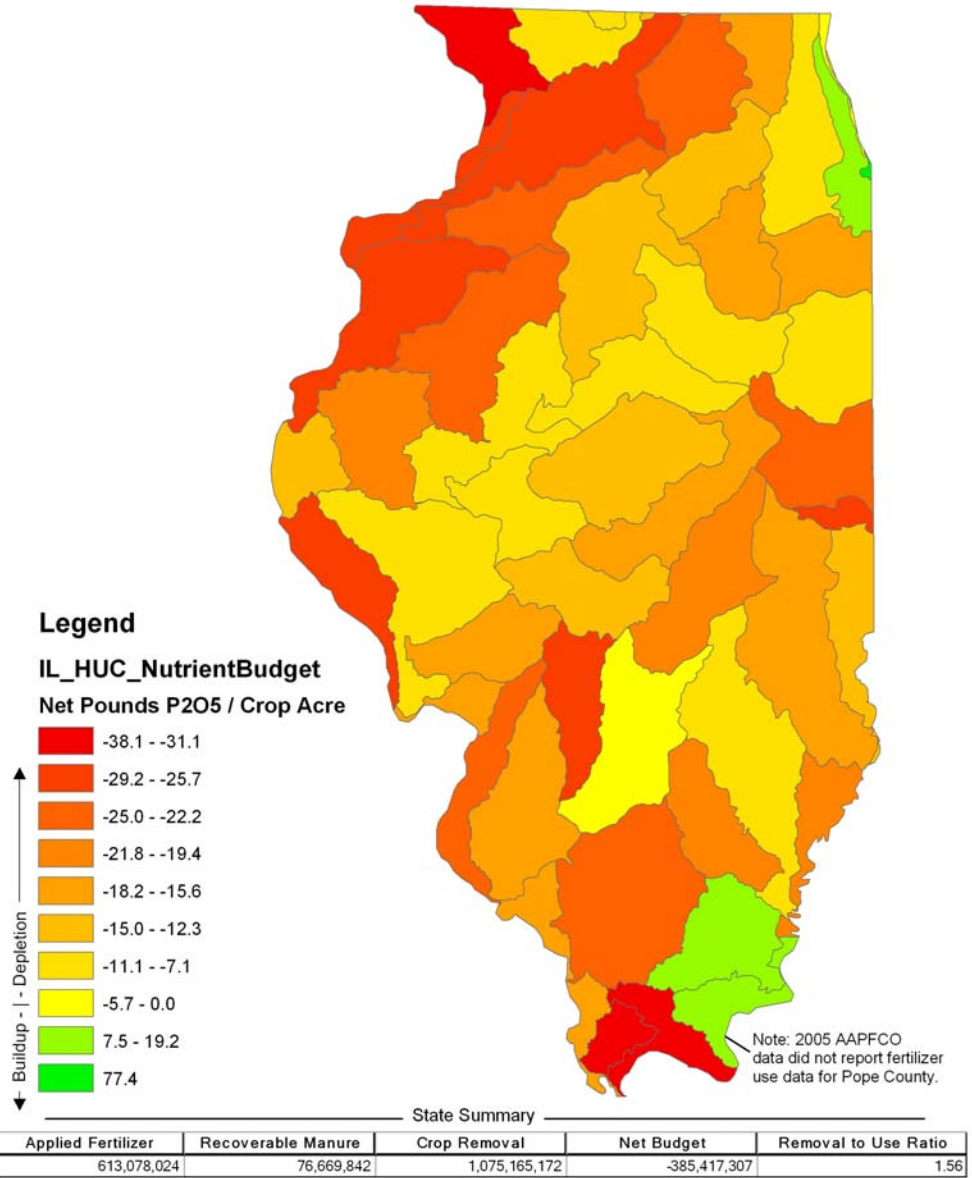 Legend
IL_HUC_NutrientBudget
Net Pounds P2O5 / Crop Acre
-38.1 - -31.1
-29.2 - -25.7
-25.0 - -22.2
-21.8 - -19.4
-18.2 - -15.6
-15.0 - -12.3
-11.1 - -7.1
-5.7 - 0.0
7.5 - 19.2
77.4
Buildup - | - Depletion
Note: 2005 AAPFCO
data did not report fertilizer
use data for Pope County.
State Summary
Applied Fertilizer Recoverable Manure Crop Removal Net Budget Removal to Use Ratio
613,078,024 76,669,842 1,075,165,172 -385,417,307 1.56